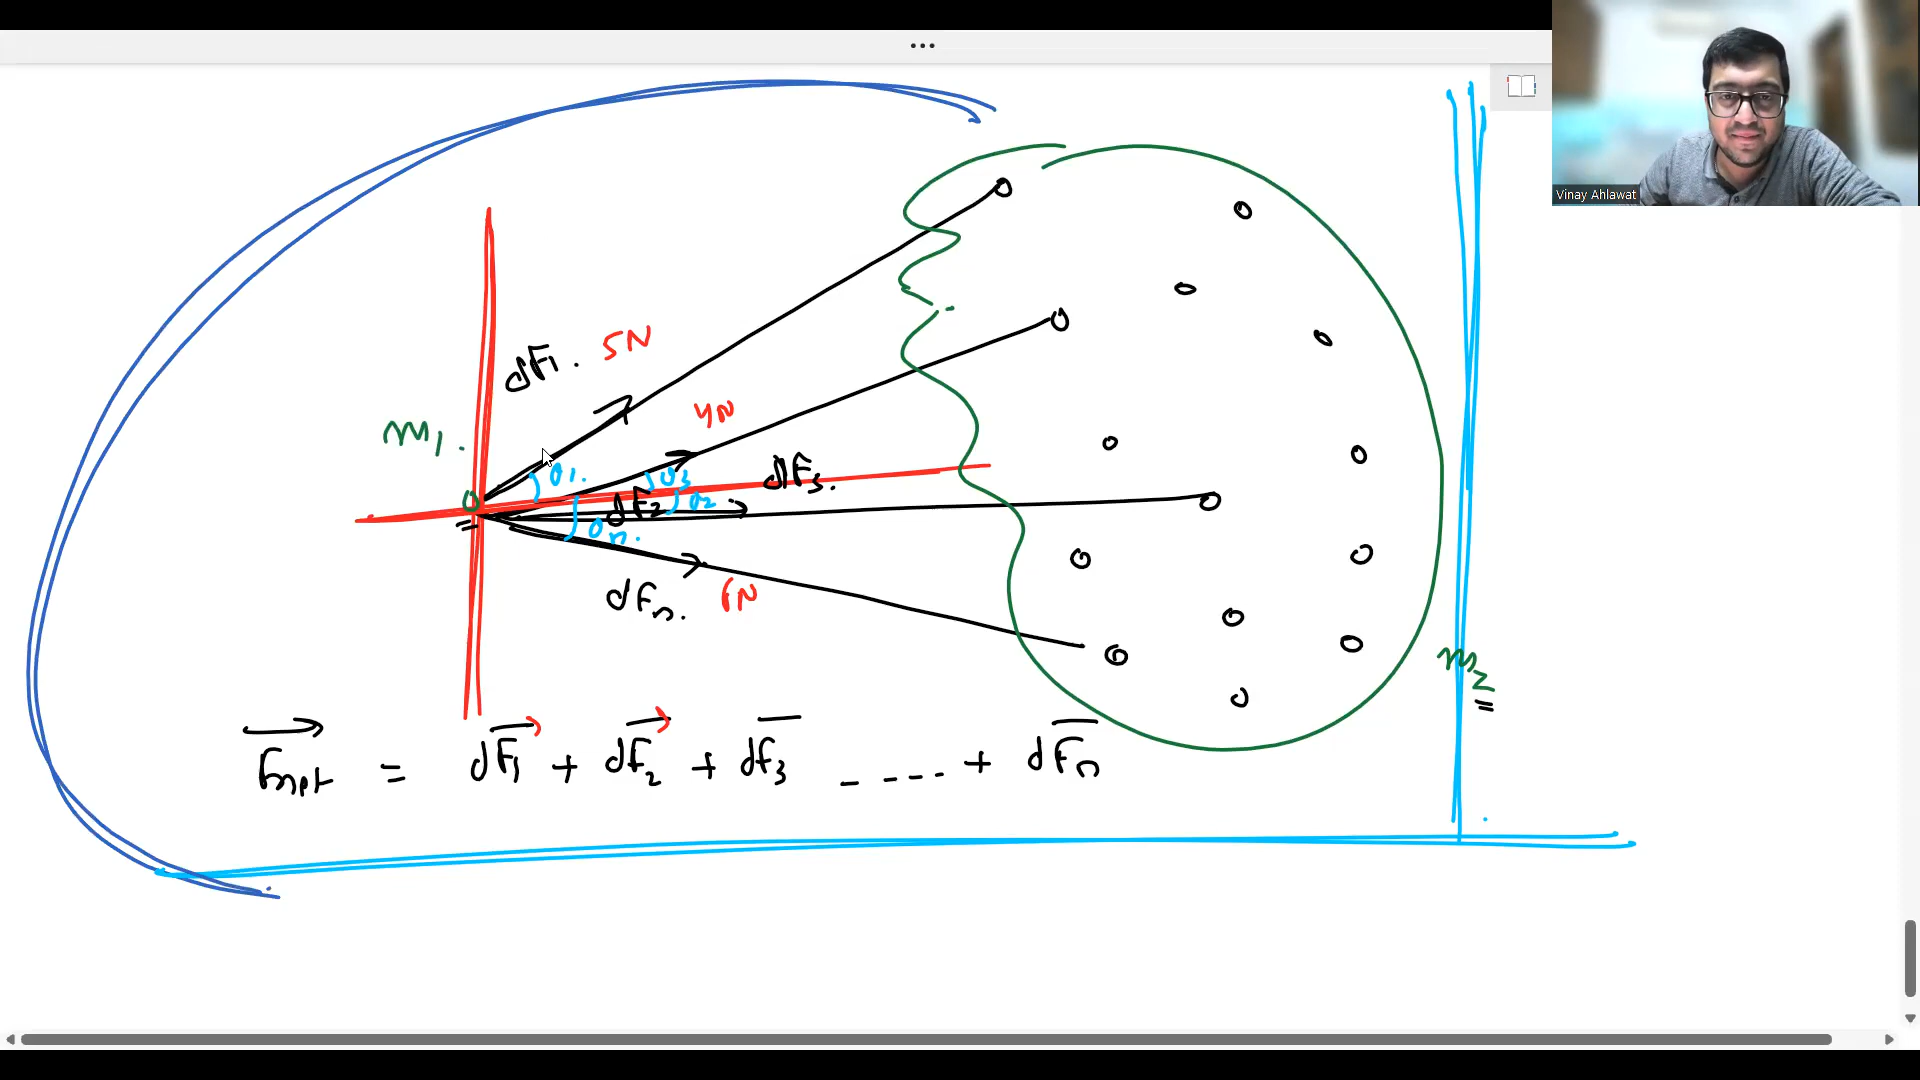 Vinay Ahlawat
dF1. 5N
4N
m1.
θ1. θ3 dF3.
dF2 θ2
θn.
dFn. 6N
m2
Fnet = dF1 + dF2 + dF3 ----- + dFn